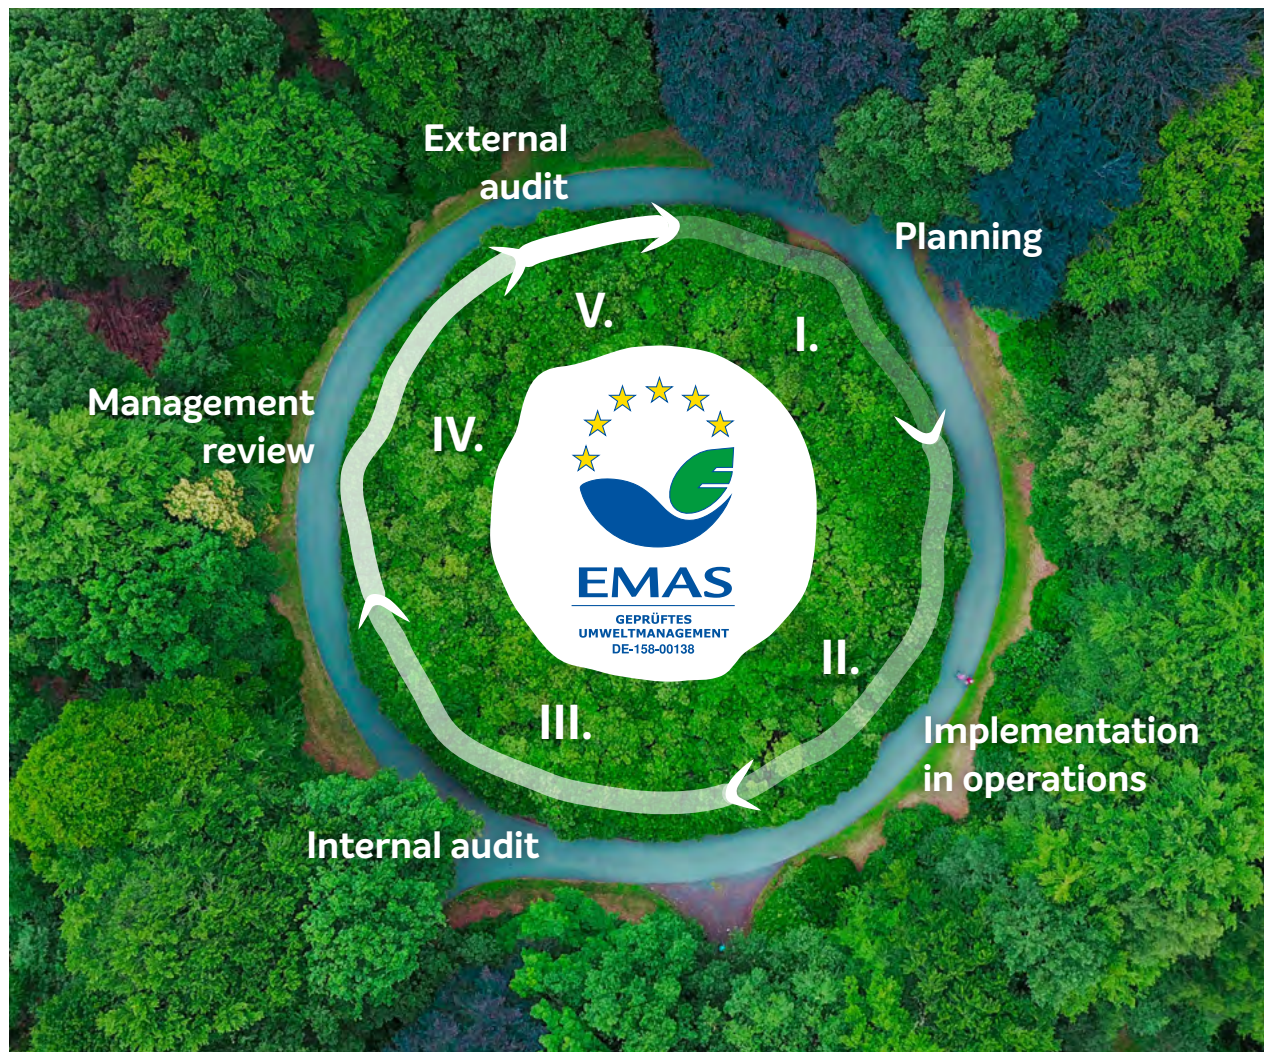 External
audit
Planning
V.
I.
Management
review
IV.
EMAS
GEPRÜFTES
UMWELTMANAGEMENT
DE-158-00138
II.
III.
Implementation
in operations
Internal audit